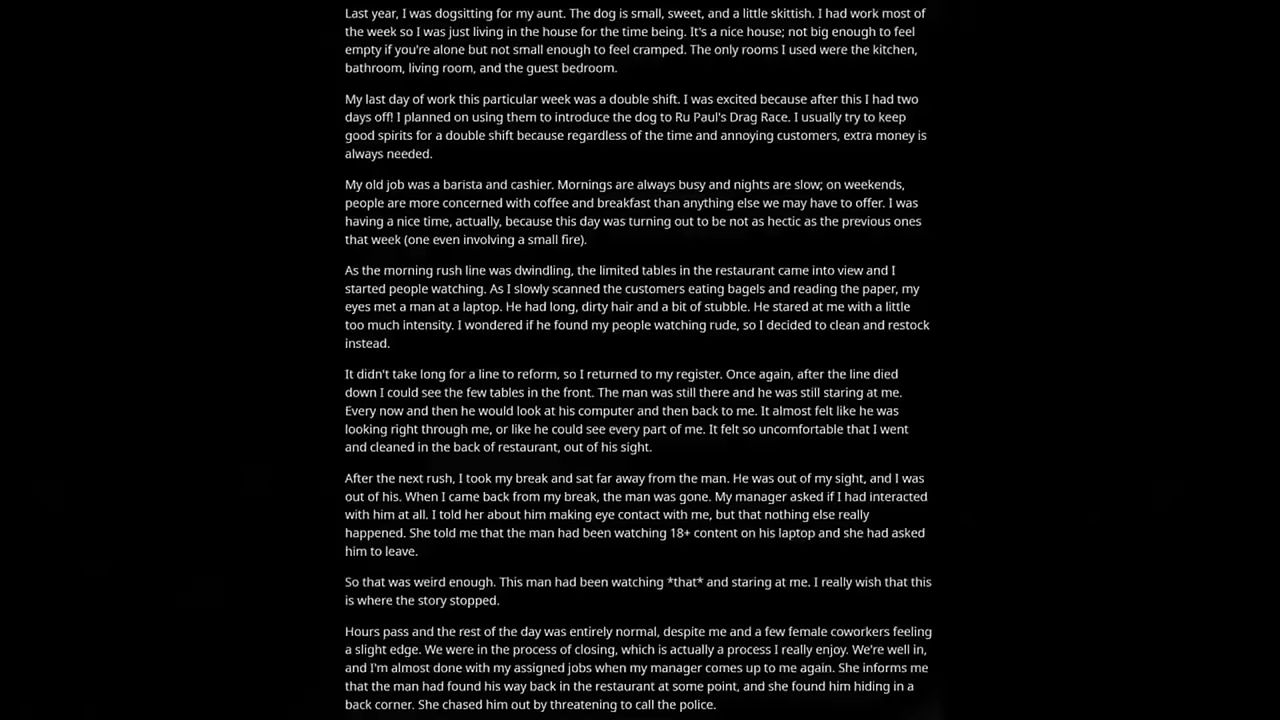 Last year, I was dogsitting for my aunt. The dog is small, sweet, and a little skittish. I had work most of
the week so I was just living in the house for the time being. It's a nice house; not big enough to feel
empty if you're alone but not small enough to feel cramped. The only rooms I used were the kitchen,
bathroom, living room, and the guest bedroom.
My last day of work this particular week was a double shift. I was excited because after this I had two
days off! I planned on using them to introduce the dog to Ru Paul's Drag Race. I usually try to keep
good spirits for a double shift because regardless of the time and annoying customers, extra money is
always needed.
My old job was a barista and cashier. Mornings are always busy and nights are slow; on weekends,
people are more concerned with coffee and breakfast than anything else we may have to offer. I was
having a nice time, actually, because this day was turning out to be not as hectic as the previous ones
that week (one even involving a small fire).
As the morning rush line was dwindling, the limited tables in the restaurant came into view and I
started people watching. As I slowly scanned the customers eating bagels and reading the paper, my
eyes met a man at a laptop. He had long, dirty hair and a bit of stubble. He stared at me with a little
too much intensity. I wondered if he found my people watching rude, so I decided to clean and restock
instead.
It didn't take long for a line to reform, so I returned to my register. Once again, after the line died
down I could see the few tables in the front. The man was still there and he was still staring at me.
Every now and then he would look at his computer and then back to me. It almost felt like he was
looking right through me, or like he could see every part of me. It felt so uncomfortable that I went
and cleaned in the back of restaurant, out of his sight.
After the next rush, I took my break and sat far away from the man. He was out of my sight, and I was
out of his. When I came back from my break, the man was gone. My manager asked if I had interacted
with him at all. I told her about him making eye contact with me, but that nothing else really
happened. She told me that the man had been watching 18+ content on his laptop and she had asked
him to leave.
So that was weird enough. This man had been watching *that* and staring at me. I really wish that this
is where the story stopped.
Hours pass and the rest of the day was entirely normal, despite me and a few female coworkers feeling
a slight edge. We were in the process of closing, which is actually a process I really enjoy. We're well in,
and I'm almost done with my assigned jobs when my manager comes up to me again. She informs me
that the man had found his way back in the restaurant at some point, and she found him hiding in a
back corner. She chased him out by threatening to call the police.